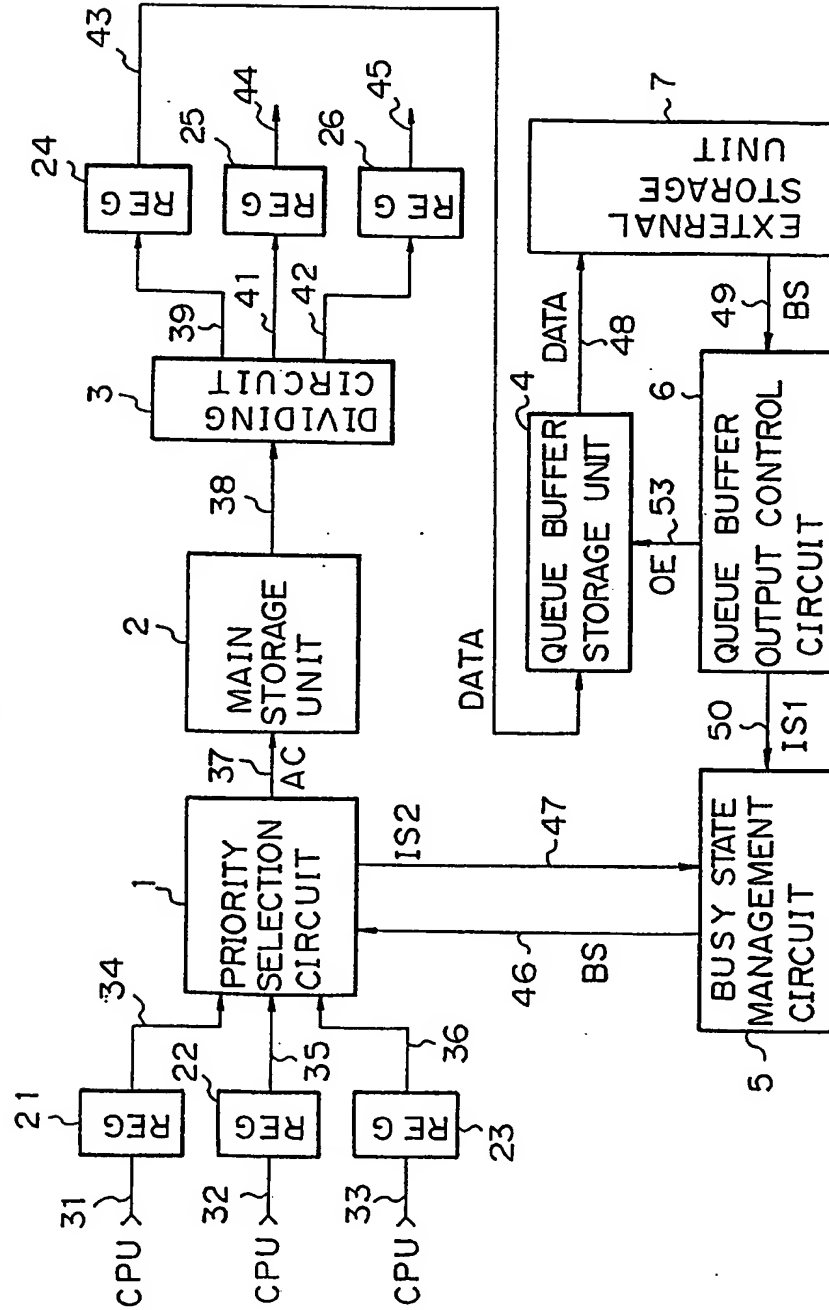 CPU
31
21
REG
34
CPU
32
22
REG
35
CPU
33
REG
23
36
1
PRIORITY
SELECTION
CIRCUIT
37
AC
2
MAIN
STORAGE
UNIT
38
3
DIVIDING
CIRCUIT
39
41
42
24
REG
43
25
REG
44
26
REG
45
46
BS
IS2
47
5
BUSY STATE
MANAGEMENT
CIRCUIT
50
IS1
6
QUEUE BUFFER
OUTPUT CONTROL
CIRCUIT
OE
53
DATA
4
QUEUE BUFFER
STORAGE UNIT
DATA
48
49
BS
7
EXTERNAL
STORAGE
UNIT